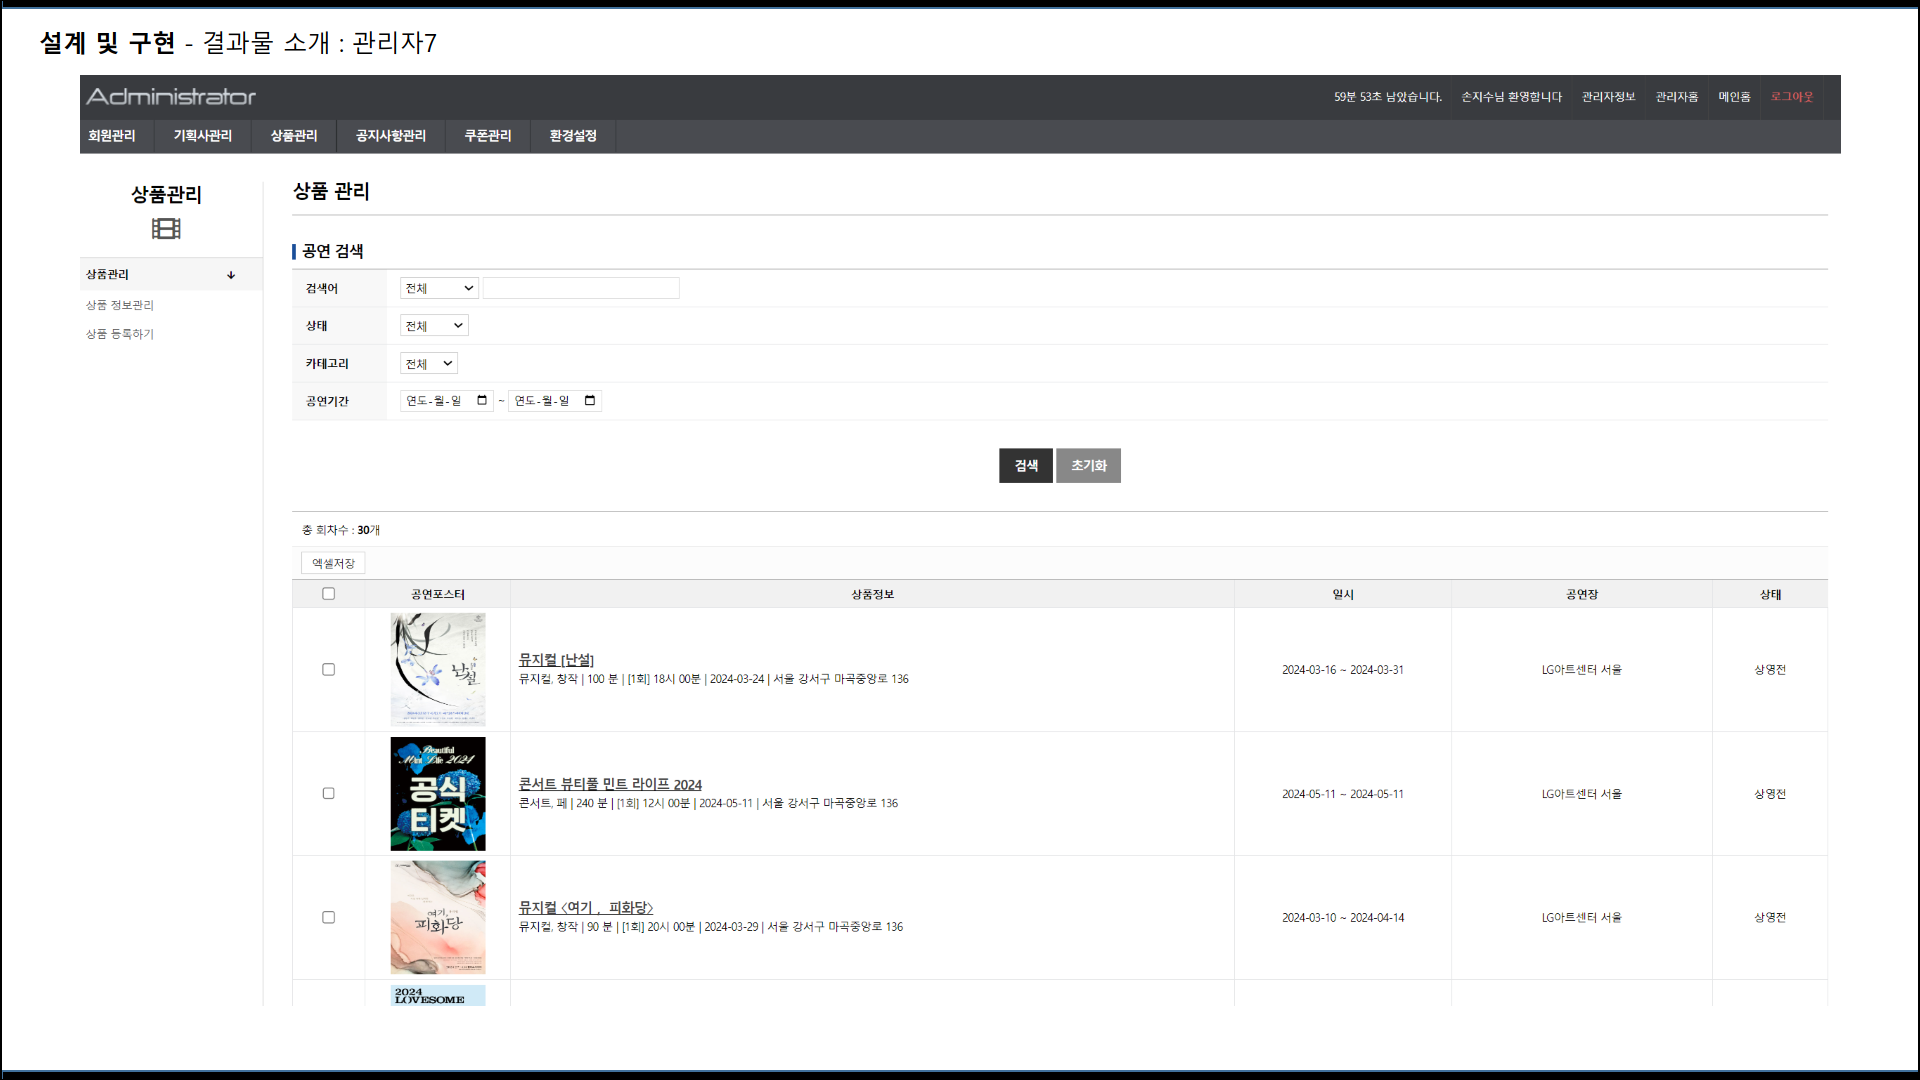 설계 및 구현 - 결과물 소개 : 관리자7
Administrator
59분 53초 남았습니다. 손지수님 환영합니다 관리자정보 관리자홈 메인홈 로그아웃
회원관리 기획사관리 상품관리 공지사항관리 쿠폰관리 환경설정
상품관리
상품관리
상품 정보관리
상품 등록하기
상품 관리
공연 검색
검색어 전체
상태 전체
카테고리 전체
공연기간 연도-월-일 ~ 연도-월-일
검색 초기화
총 회차수 : 30개
엑셀저장
공연포스터 상품정보 일시 공연장 상태
난설
뮤지컬 [난설]
뮤지컬, 창작 | 100 분 | [1회] 18시 00분 | 2024-03-24 | 서울 강서구 마곡중앙로 136
2024-03-16 ~ 2024-03-31 LG아트센터 서울 상영전
Beautiful
Mint Life 2024
공식
티켓
콘서트 뷰티풀 민트 라이프 2024
콘서트, 페 | 240 분 | [1회] 12시 00분 | 2024-05-11 | 서울 강서구 마곡중앙로 136
2024-05-11 ~ 2024-05-11 LG아트센터 서울 상영전
여기,
피화당
뮤지컬 〈여기 , 피화당〉
뮤지컬, 창작 | 90 분 | [1회] 20시 00분 | 2024-03-29 | 서울 강서구 마곡중앙로 136
2024-03-10 ~ 2024-04-14 LG아트센터 서울 상영전
2024
LOVESOME